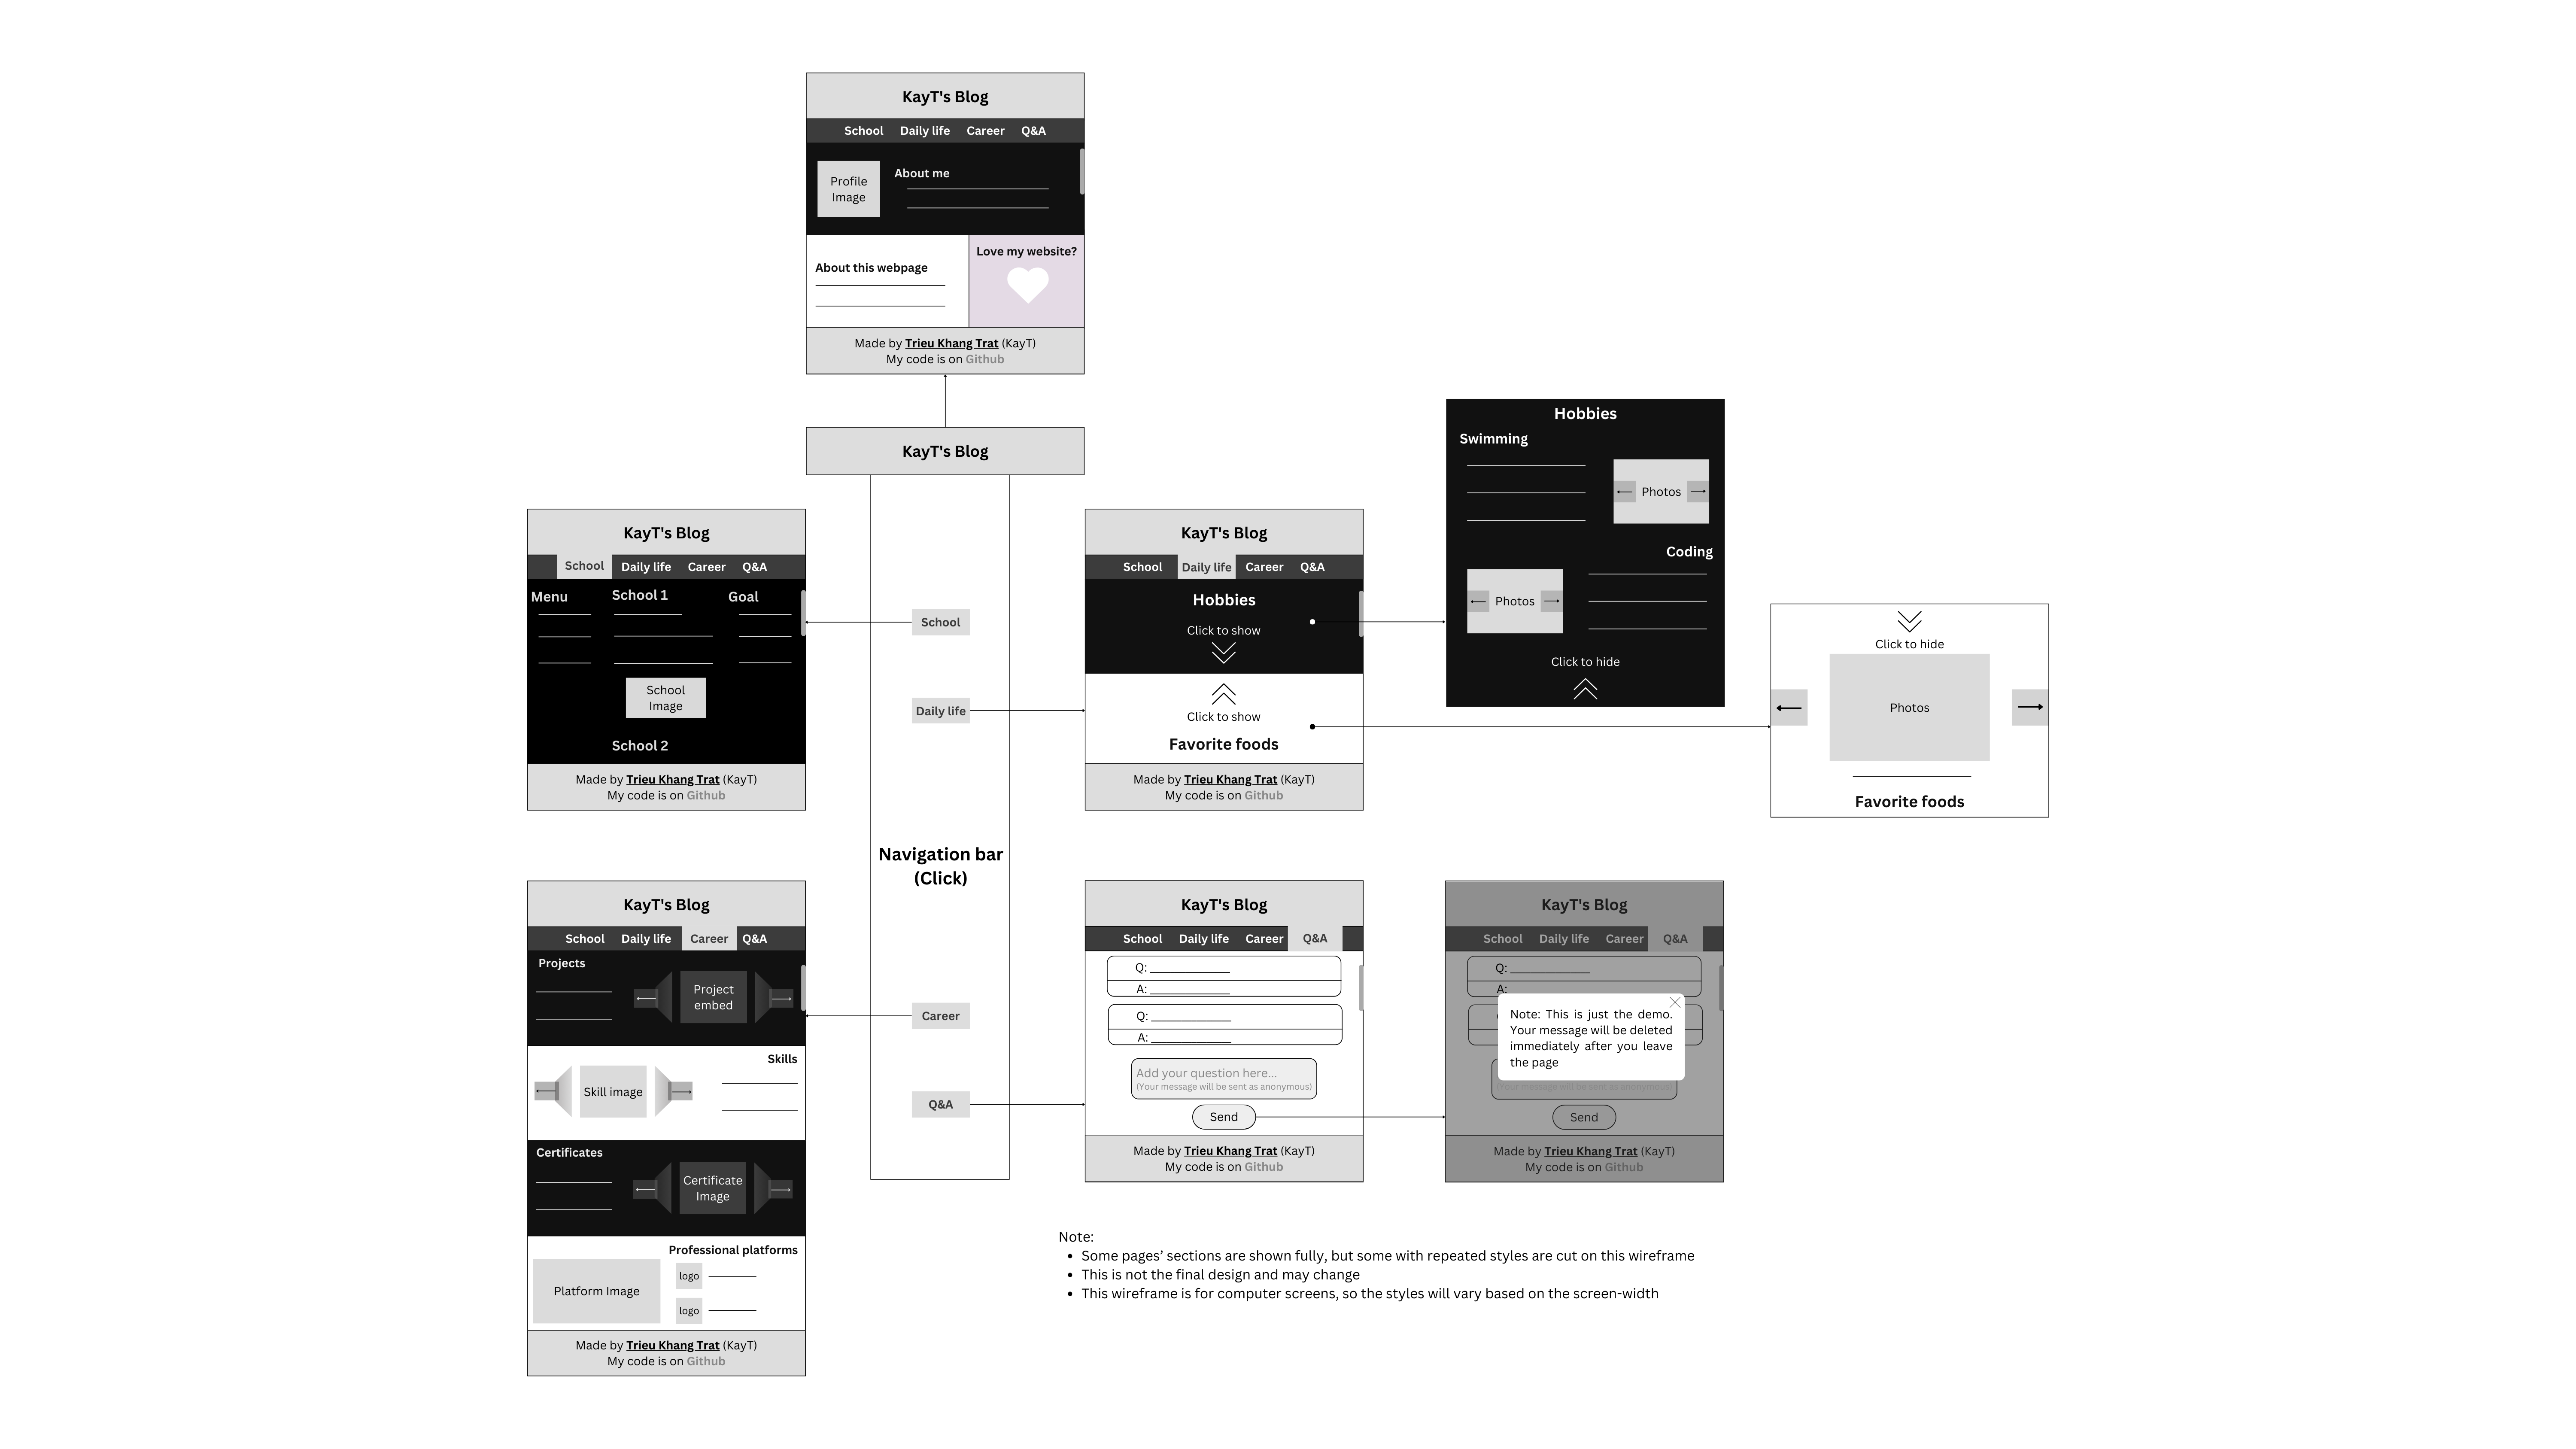 KayT's Blog
School Daily life Career Q&A
Profile
Image
About me
About this webpage
Love my website?
Made by Trieu Khang Trat (KayT)
My code is on Github
KayT's Blog
Navigation bar
(Click)
School
Daily life
Career
Q&A
KayT's Blog
School Daily life Career Q&A
Menu
School 1
Goal
School
Image
School 2
Made by Trieu Khang Trat (KayT)
My code is on Github
KayT's Blog
School Daily life Career Q&A
Hobbies
Click to show
Click to show
Favorite foods
Made by Trieu Khang Trat (KayT)
My code is on Github
Hobbies
Swimming
Photos
Coding
Photos
Click to hide
Click to hide
Photos
Favorite foods
KayT's Blog
School Daily life Career Q&A
Projects
Project
embed
Skills
Skill image
Certificates
Certificate
Image
Professional platforms
Platform Image
logo
logo
Made by Trieu Khang Trat (KayT)
My code is on Github
KayT's Blog
School Daily life Career Q&A
Q: ____________
A: ____________
Q: ____________
A: ____________
Add your question here...
(Your message will be sent as anonymous)
Send
Made by Trieu Khang Trat (KayT)
My code is on Github
KayT's Blog
School Daily life Career Q&A
Q: ____________
A:
Note: This is just the demo.
Your message will be deleted
immediately after you leave
the page
(Your message will be sent as anonymous)
Send
Made by Trieu Khang Trat (KayT)
My code is on Github
Note:
• Some pages’ sections are shown fully, but some with repeated styles are cut on this wireframe
• This is not the final design and may change
• This wireframe is for computer screens, so the styles will vary based on the screen-width